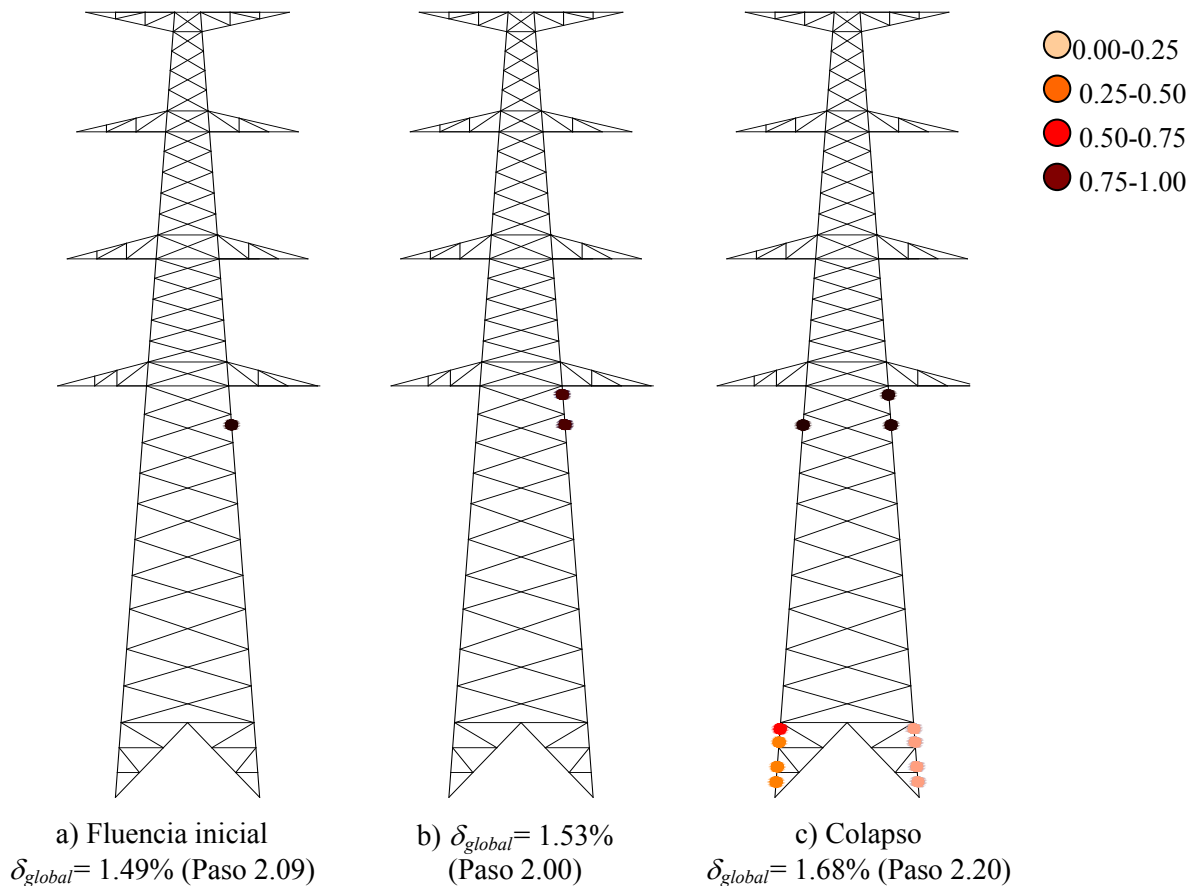 0.00-0.25
0.25-0.50
0.50-0.75
0.75-1.00
a) Fluencia inicial
δglobal= 1.49% (Paso 2.09)
b) δglobal= 1.53%
(Paso 2.00)
c) Colapso
δglobal= 1.68% (Paso 2.20)